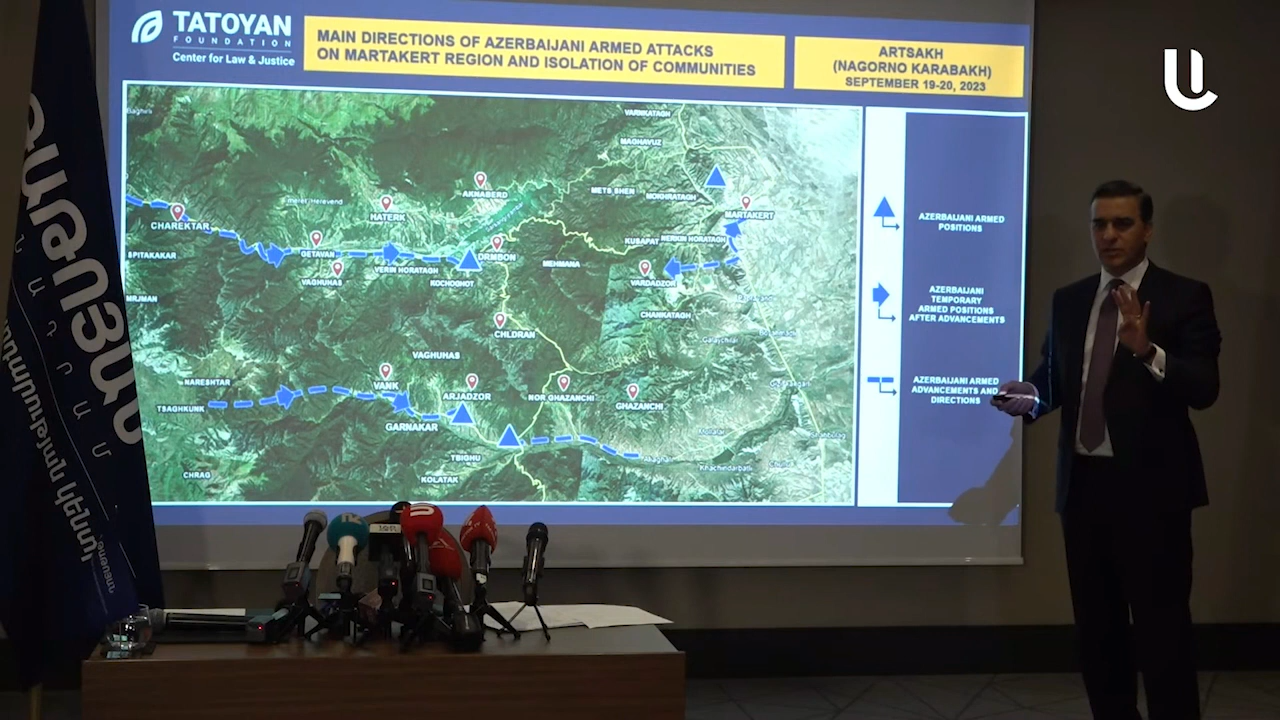 TATOYAN
FOUNDATION
Center for Law & Justice
MAIN DIRECTIONS OF AZERBAIJANI ARMED ATTACKS
ON MARTAKERT REGION AND ISOLATION OF COMMUNITIES
ARTSAKH
(NAGORNO KARABAKH)
SEPTEMBER 19-20, 2023
VARNKATAGH
MAGHAVUZ
AKNABERD
METS SHEN
MOKHRATAGH
HATERK
MARTAKERT
CHAREKTAR
GETAVAN
DRMBON
KUSAPAT
NERKIN HORATAGH
SPITAKAKAR
VAGHUHAS
VERIN HORATAGH
KOCHOGHOT
MEHMANA
VARDADZOR
MRJMAN
CHANKATAGH
CHLDRAN
VAGHUHAS
NARESHTAR
VANK
ARJADZOR
NOR GHAZANCHI
GHAZANCHI
TSAGHKUNK
GARNAKAR
TBIGHU
CHRAG
KOLATAK
Khachindarbatli
AZERBAIJANI ARMED
POSITIONS
AZERBAIJANI
TEMPORARY
ARMED POSITIONS
AFTER ADVANCEMENTS
AZERBAIJANI ARMED
ADVANCEMENTS AND
DIRECTIONS